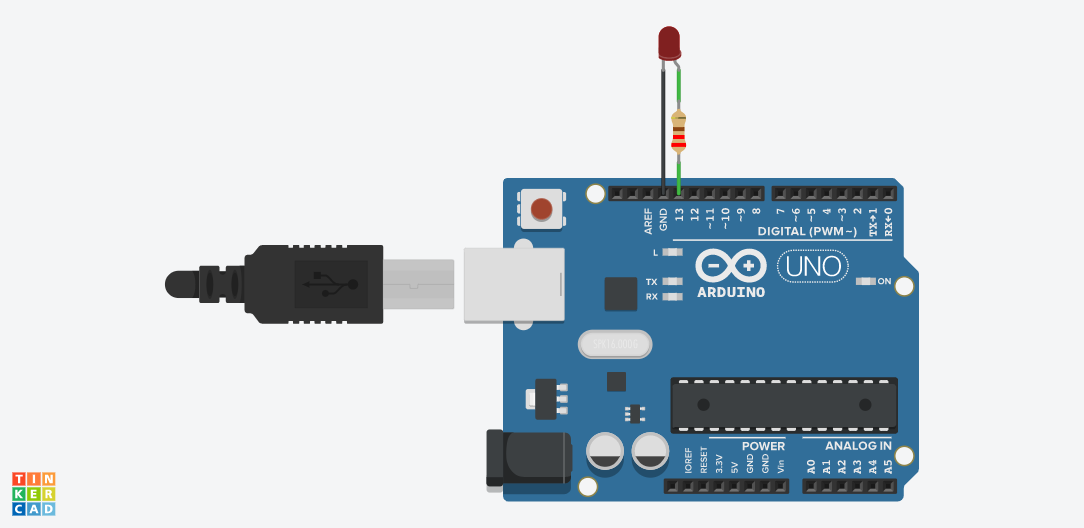 AREF
GND
13
12
~11
~10
~9
8
7
~6
~5
4
~3
2
TX→1
RX←0
DIGITAL (PWM~)
L
TX
RX
ARDUINO
UNO
ON
POWER
ANALOG IN
IOREF
RESET
3.3V
5V
GND
GND
Vin
A0
A1
A2
A3
A4
A5
TIN
KER
CAD